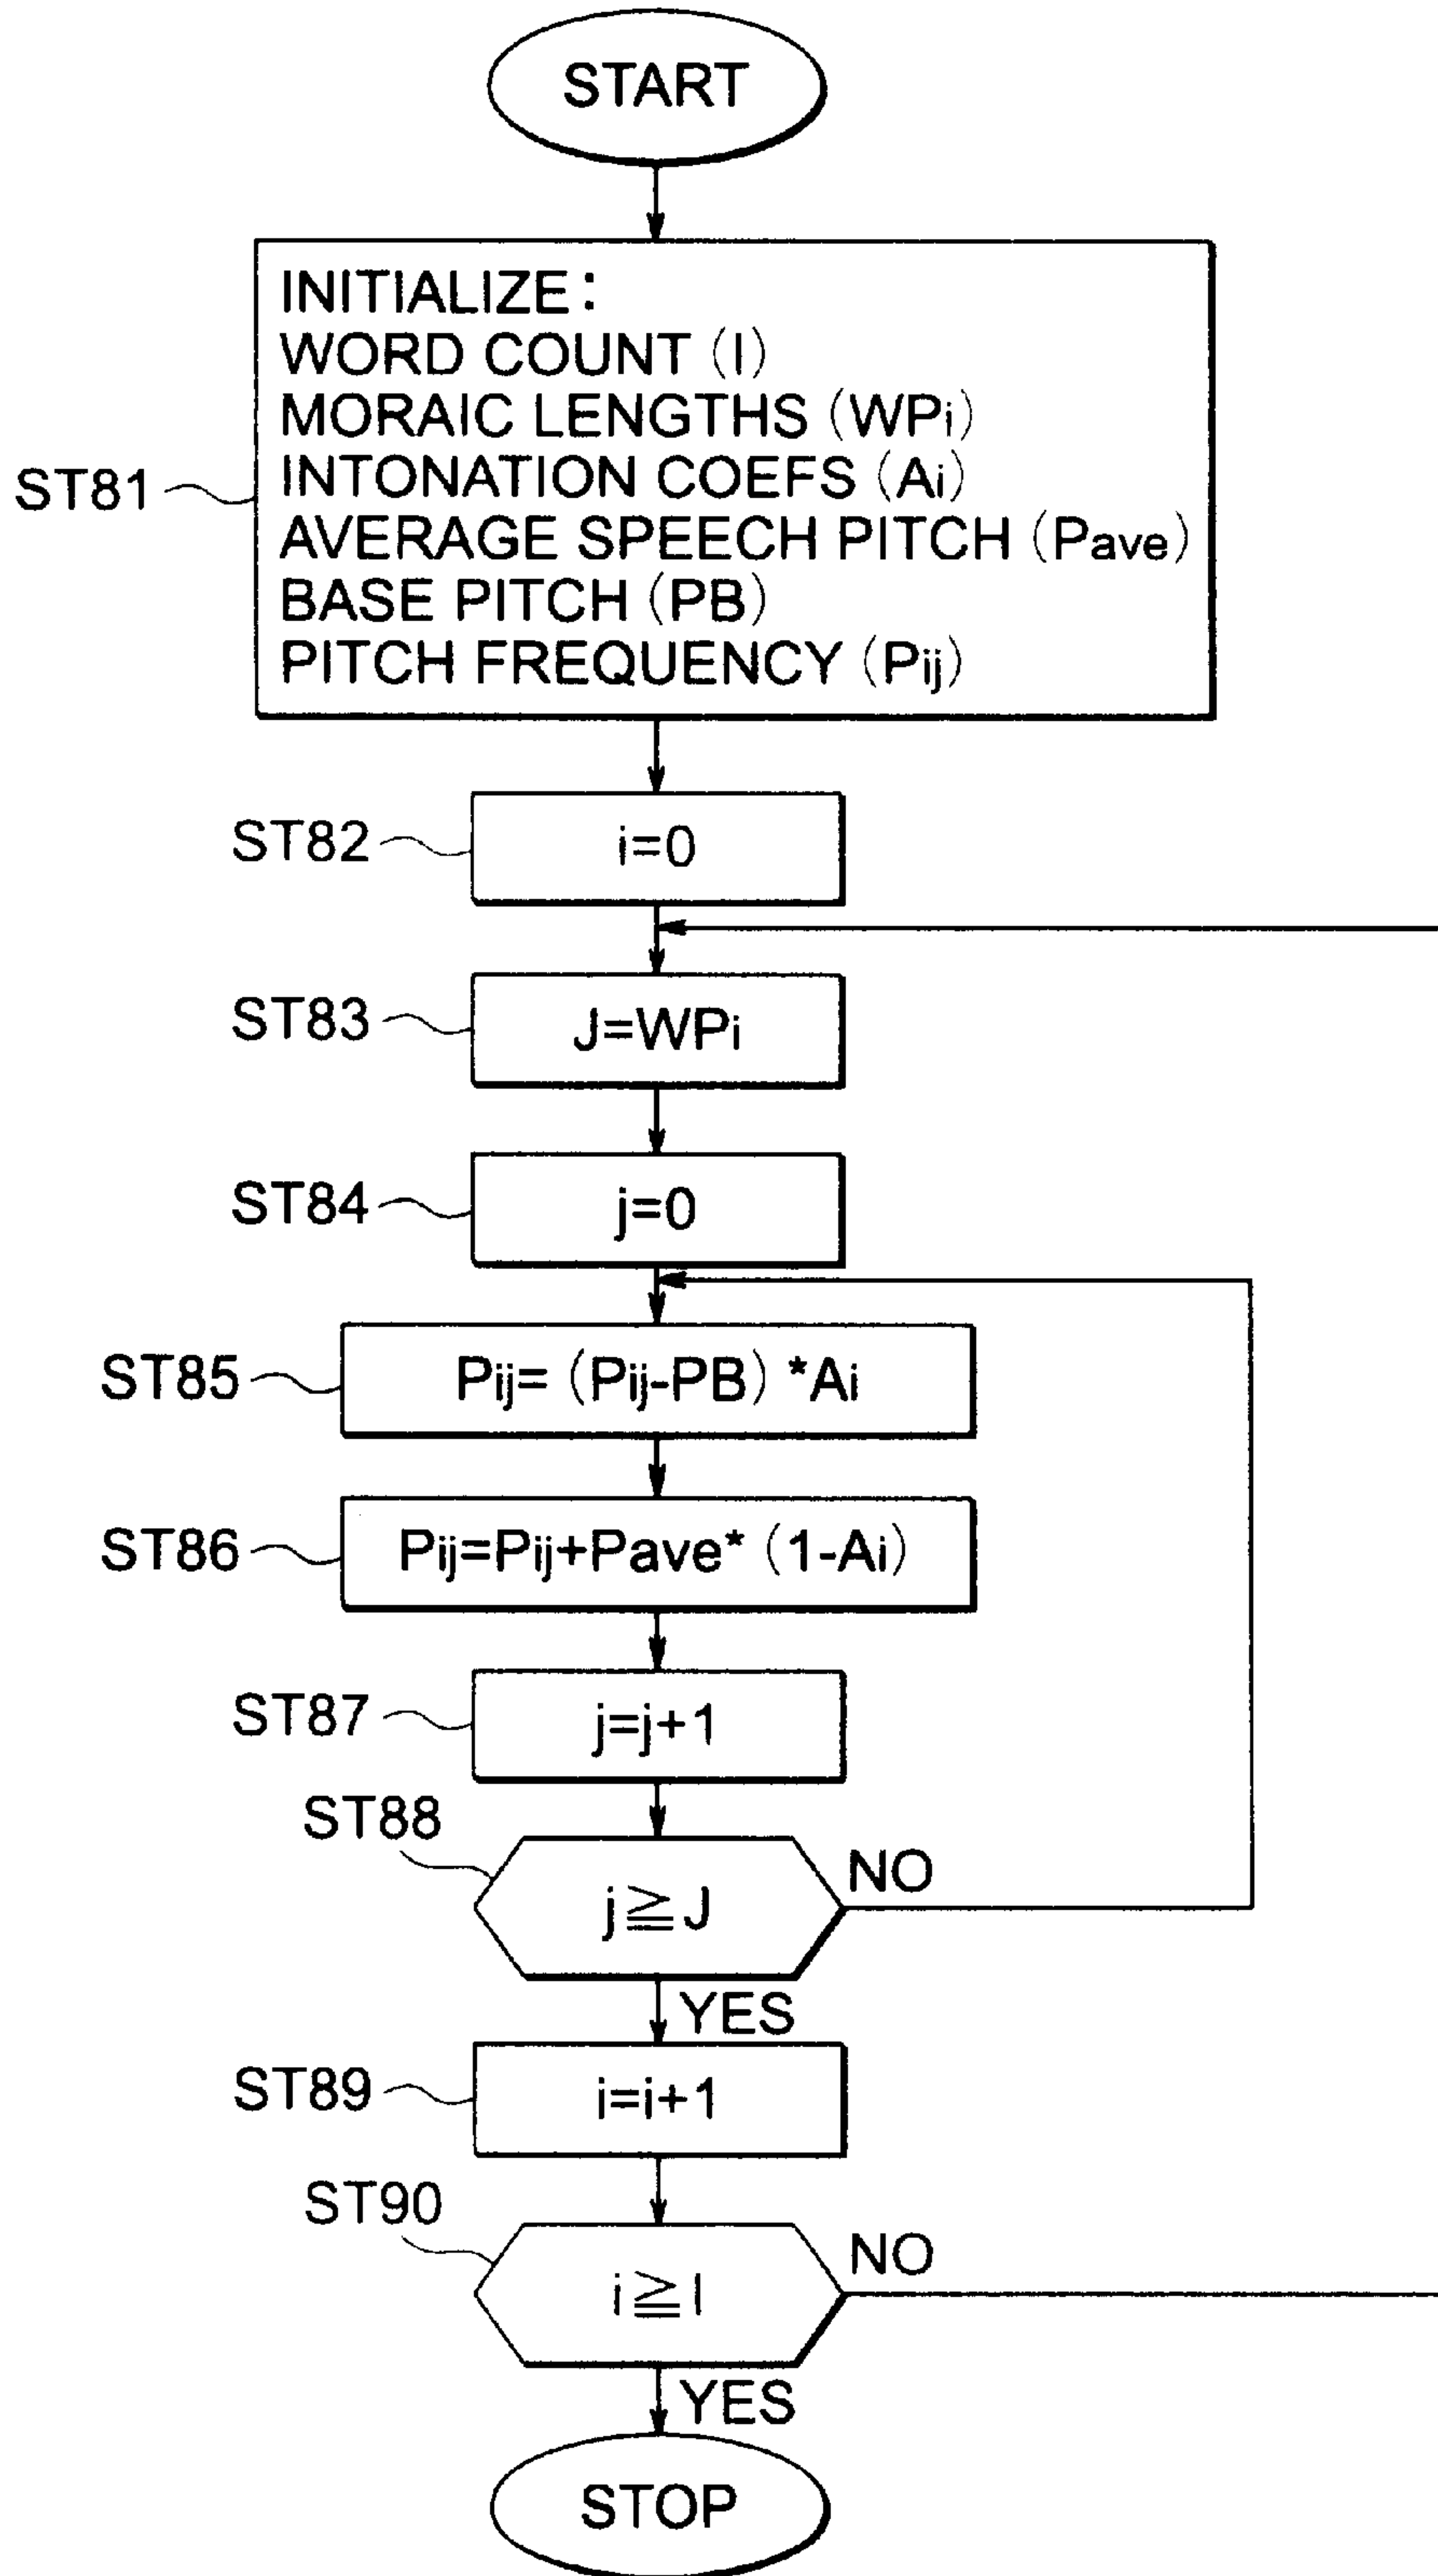 START
INITIALIZE:
WORD COUNT (I)
MORAIC LENGTHS (WPi)
INTONATION COEFS (Ai)
ST81
AVERAGE SPEECH PITCH (Pave)
BASE PITCH (PB)
PITCH FREQUENCY (Pij)
ST82
i=0
ST83
J=WPi
ST84
j=0
ST85
Pij= (Pij-PB) *Ai
ST86
Pij=Pij+Pave* (1-Ai)
ST87
j=j+1
ST88
j≧J
NO
YES
ST89
i=i+1
ST90
i≧I
NO
YES
STOP